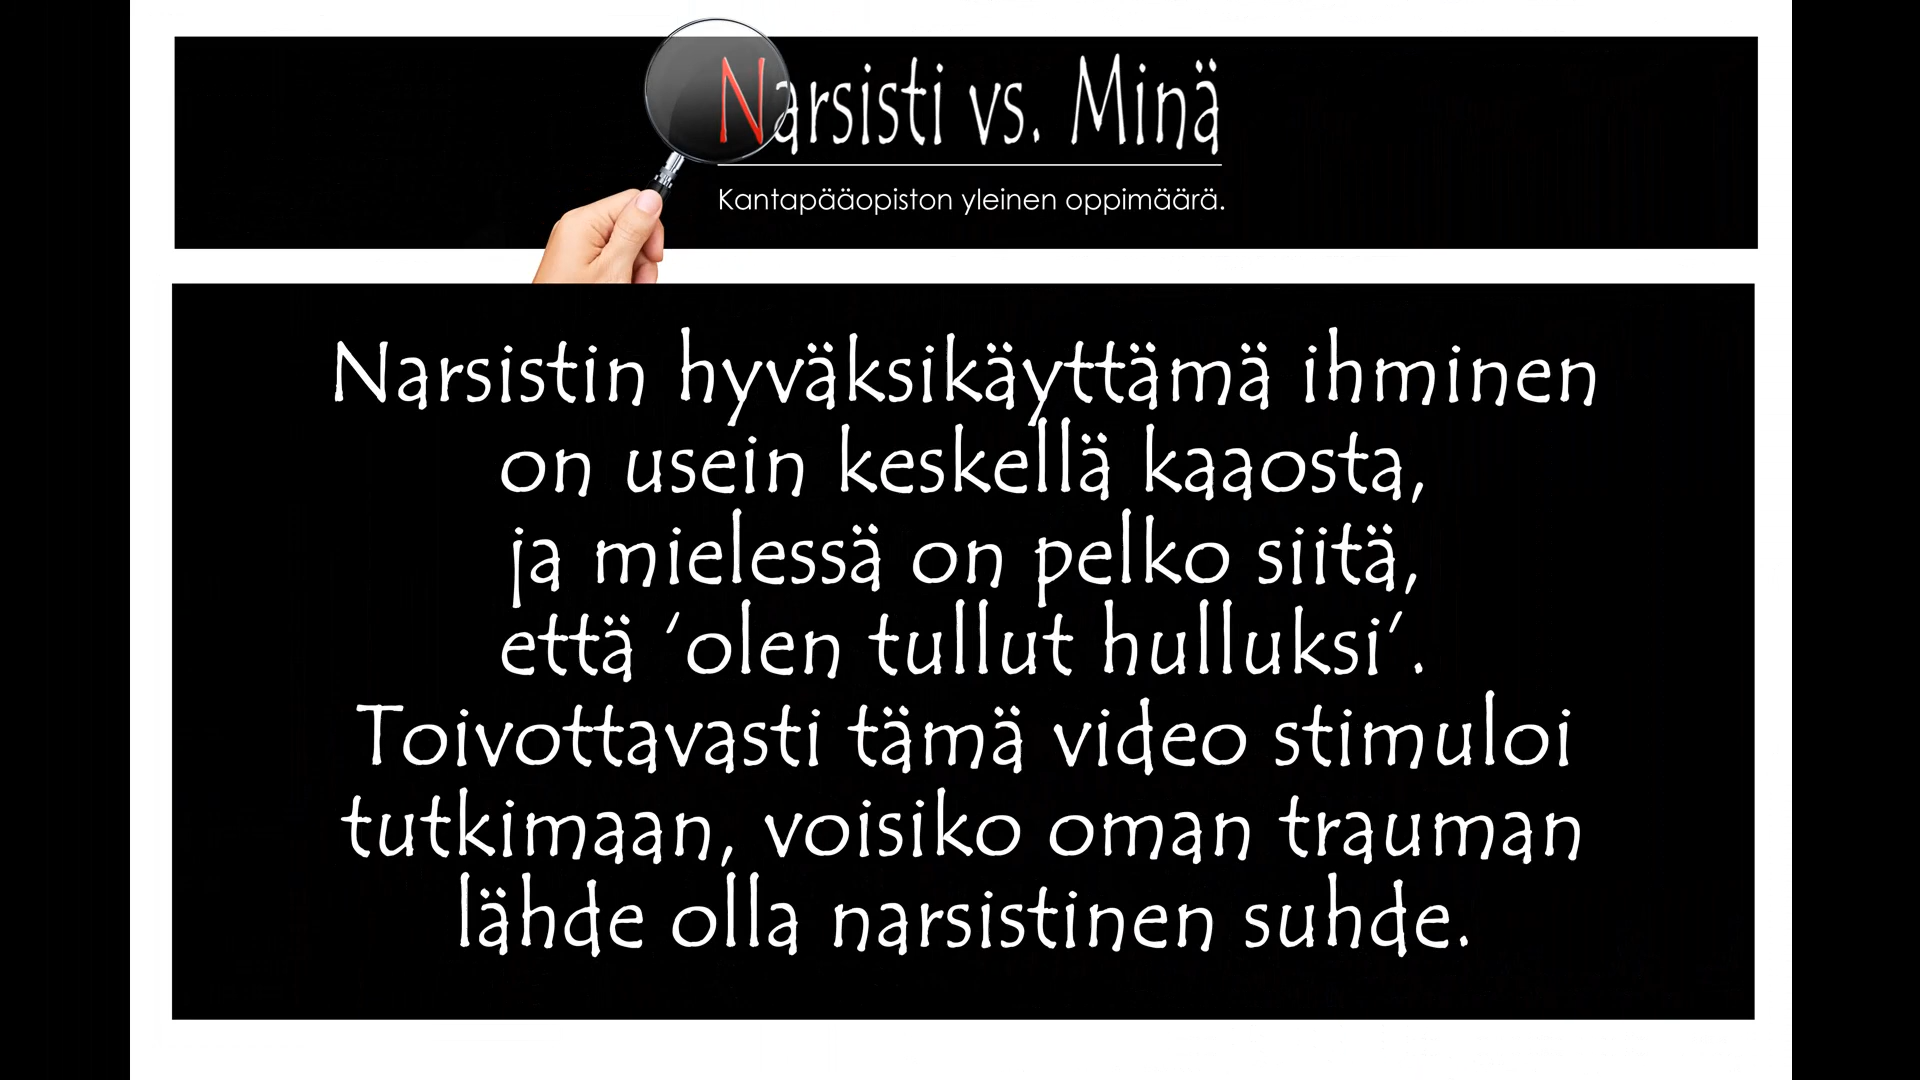 Narsisti vs. Minä
Kantapääopiston yleinen oppimäärä.
Narsistin hyväksikäyttämä ihminen
on usein keskellä kaaosta,
ja mielessä on pelko siitä,
että ‘olen tullut hulluksi’.
Toivottavasti tämä video stimuloi
tutkimaan, voisiko oman trauman
lähde olla narsistinen suhde.